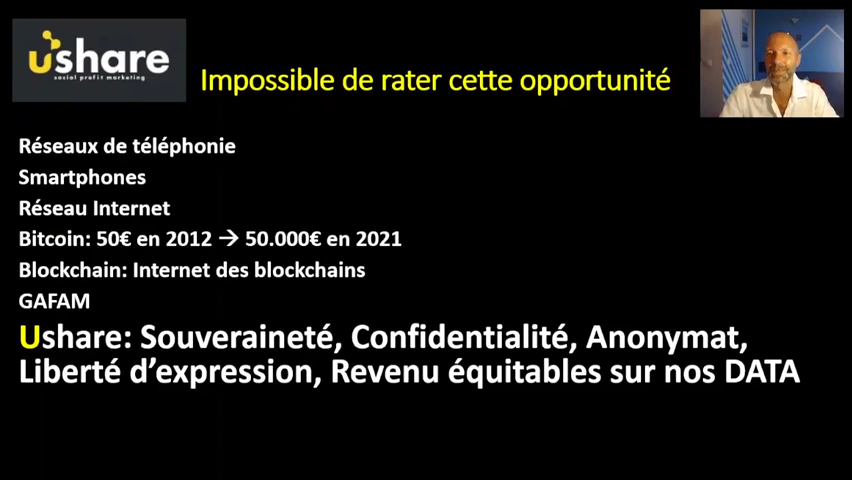 U'share
social profit marketing
Impossible de rater cette opportunité
Réseaux de téléphonie
Smartphones
Réseau Internet
Bitcoin: 50€ en 2012 → 50.000€ en 2021
Blockchain: Internet des blockchains
GAFAM
Ushare: Souveraineté, Confidentialité, Anonymat,
Liberté d’expression, Revenu équitables sur nos DATA